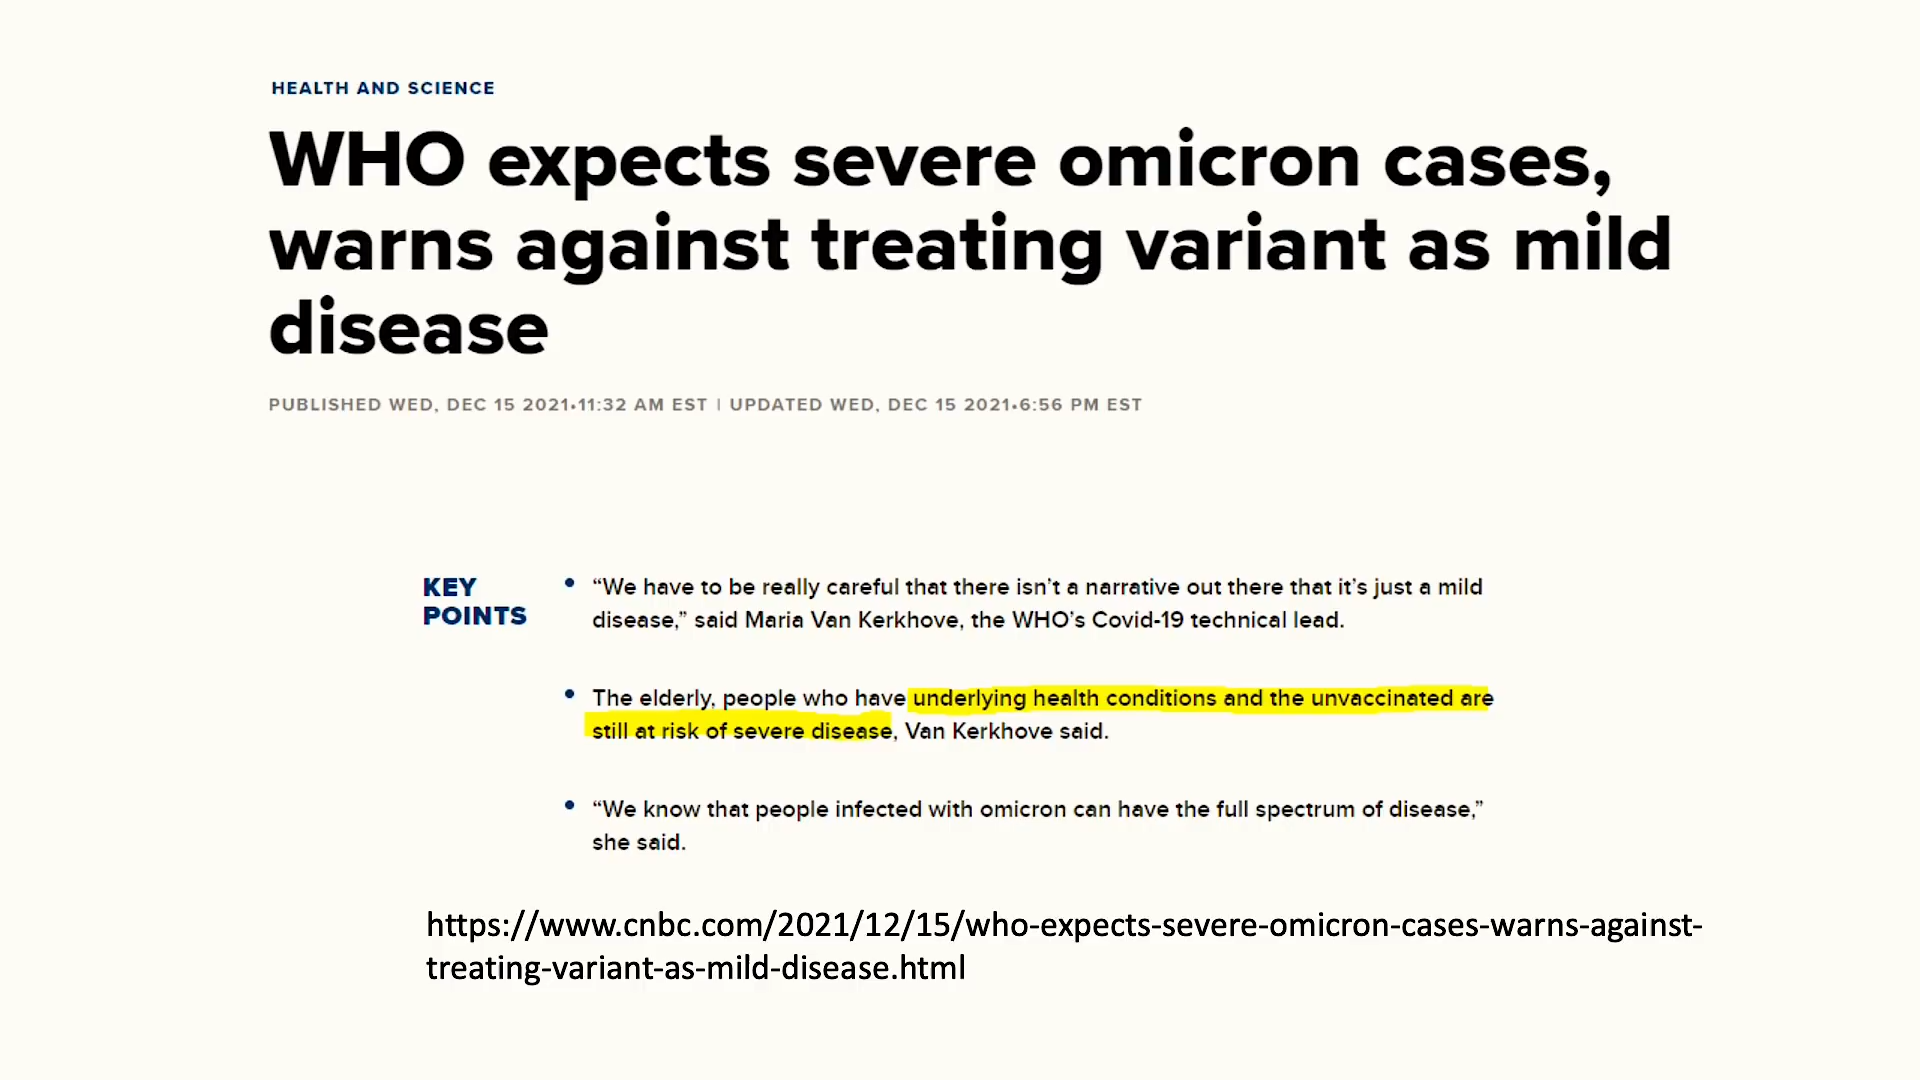 HEALTH AND SCIENCE
WHO expects severe omicron cases,
warns against treating variant as mild
disease
PUBLISHED WED, DEC 15 2021•11:32 AM EST | UPDATED WED, DEC 15 2021•6:56 PM EST
KEY
POINTS
• “We have to be really careful that there isn’t a narrative out there that it’s just a mild
disease,” said Maria Van Kerkhove, the WHO’s Covid-19 technical lead.
• The elderly, people who have underlying health conditions and the unvaccinated are
still at risk of severe disease, Van Kerkhove said.
• “We know that people infected with omicron can have the full spectrum of disease,”
she said.
https://www.cnbc.com/2021/12/15/who-expects-severe-omicron-cases-warns-against-
treating-variant-as-mild-disease.html